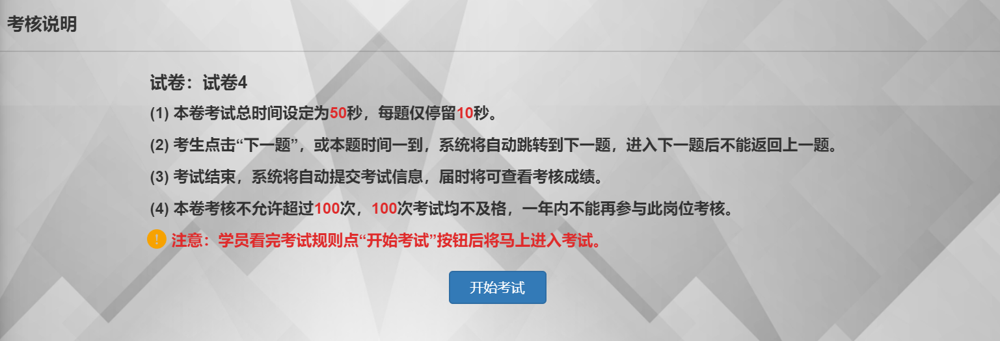 考核说明
试卷：试卷4
(1) 本卷考试总时间设定为50秒，每题仅停留10秒。
(2) 考生点击“下一题”，或本题时间一到，系统将自动跳转到下一题，进入下一题后不能返回上一题。
(3) 考试结束，系统将自动提交考试信息，届时将可查看考核成绩。
(4) 本卷考核不允许超过100次，100次考试均不及格，一年内不能再参与此岗位考核。
! 注意：学员看完考试规则点“开始考试”按钮后将马上进入考试。
开始考试